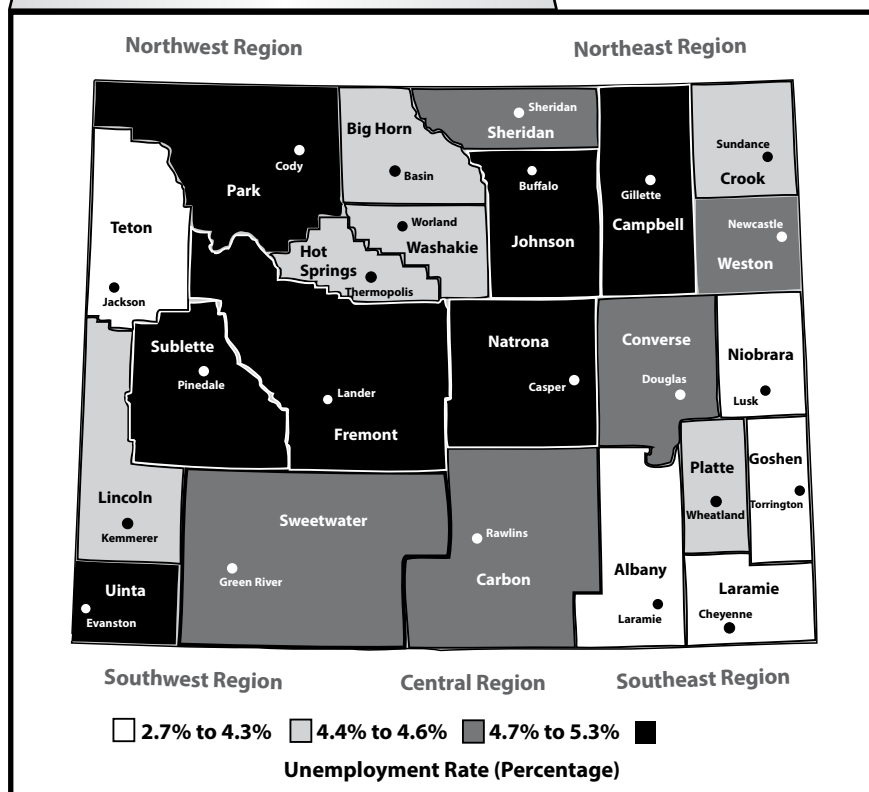 Northwest Region
Northeast Region
Sheridan
Sheridan
Big Horn
Basin
Cody
Park
Buffalo
Johnson
Gillette
Campbell
Sundance
Crook
Newcastle
Weston
Teton
Jackson
Worland
Washakie
Hot
Springs
Thermopolis
Sublette
Pinedale
Lander
Fremont
Natrona
Casper
Converse
Douglas
Niobrara
Lusk
Lincoln
Kemmerer
Sweetwater
Green River
Rawlins
Carbon
Platte
Wheatland
Goshen
Torrington
Albany
Laramie
Laramie
Cheyenne
Uinta
Evanston
Southwest Region
Central Region
Southeast Region
2.7% to 4.3% 4.4% to 4.6% 4.7% to 5.3%
Unemployment Rate (Percentage)